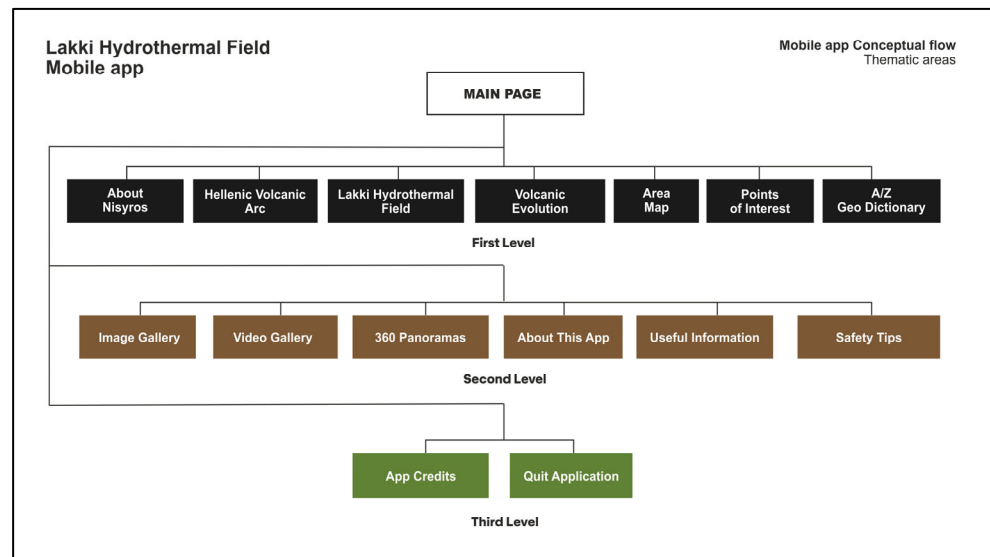 Lakki Hydrothermal Field
Mobile app
Mobile app Conceptual flow
Thematic areas
MAIN PAGE
About
Nisyros
Hellenic Volcanic
Arc
Lakki Hydrothermal
Field
Volcanic
Evolution
Area
Map
Points
of Interest
A/Z
Geo Dictionary
First Level
Image Gallery
Video Gallery
360 Panoramas
About This App
Useful Information
Safety Tips
Second Level
App Credits
Quit Application
Third Level